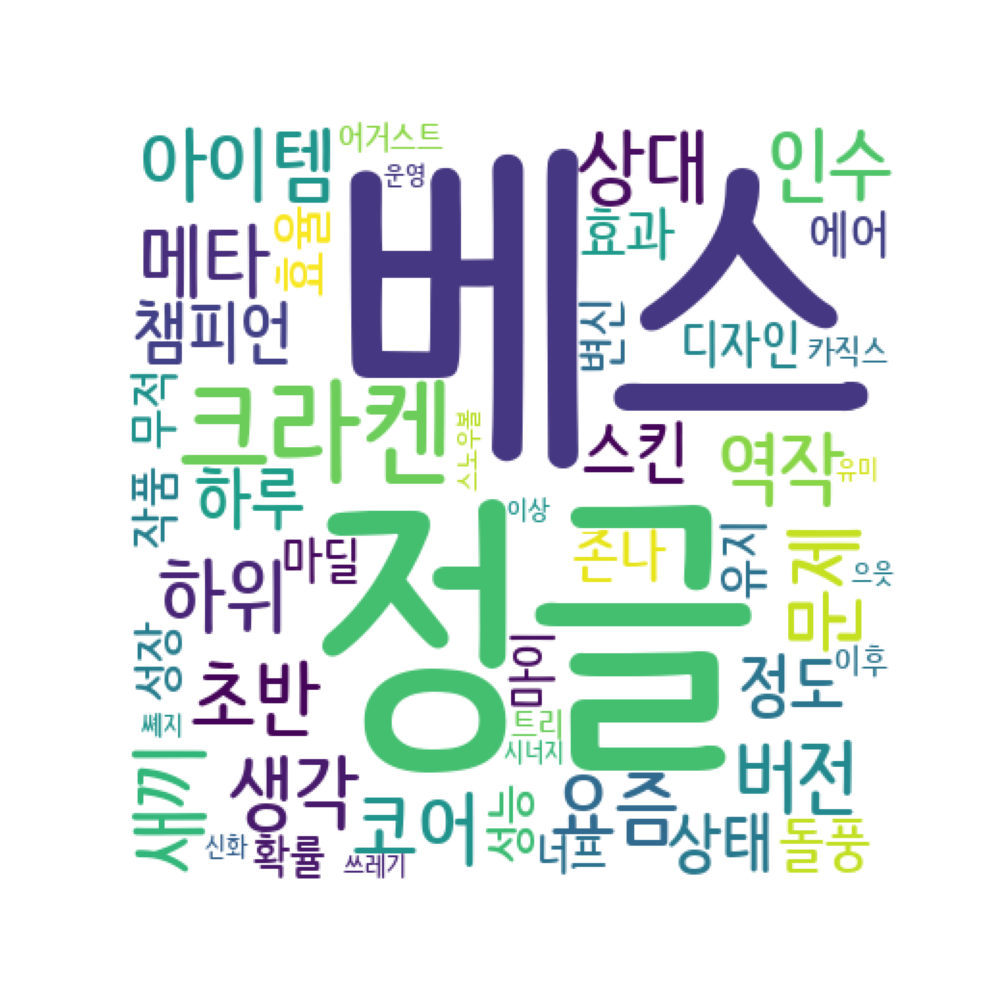 아이템
어거스트
운영
베스
상대
인수
메타
효율
효과
에어
챔피언
변신
디자인
카직스
무적
크라켄
스노우볼
스킨
역작
유미
작품
하루
이상
정글
존나
유지
문제
으읏
하위
마딜
성장
초반
마이
정도
이후
쎄지
트리
시너지
새끼
생각
코어
성능
요즘
버전
신화
확률
쓰레기
너프
상태
돌풍